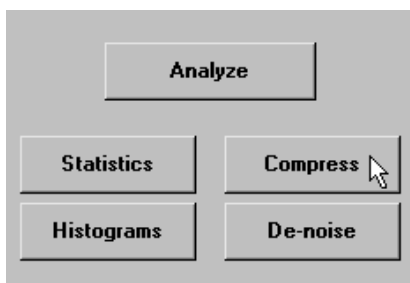 Analyze
Statistics
Compress
Histograms
De-noise